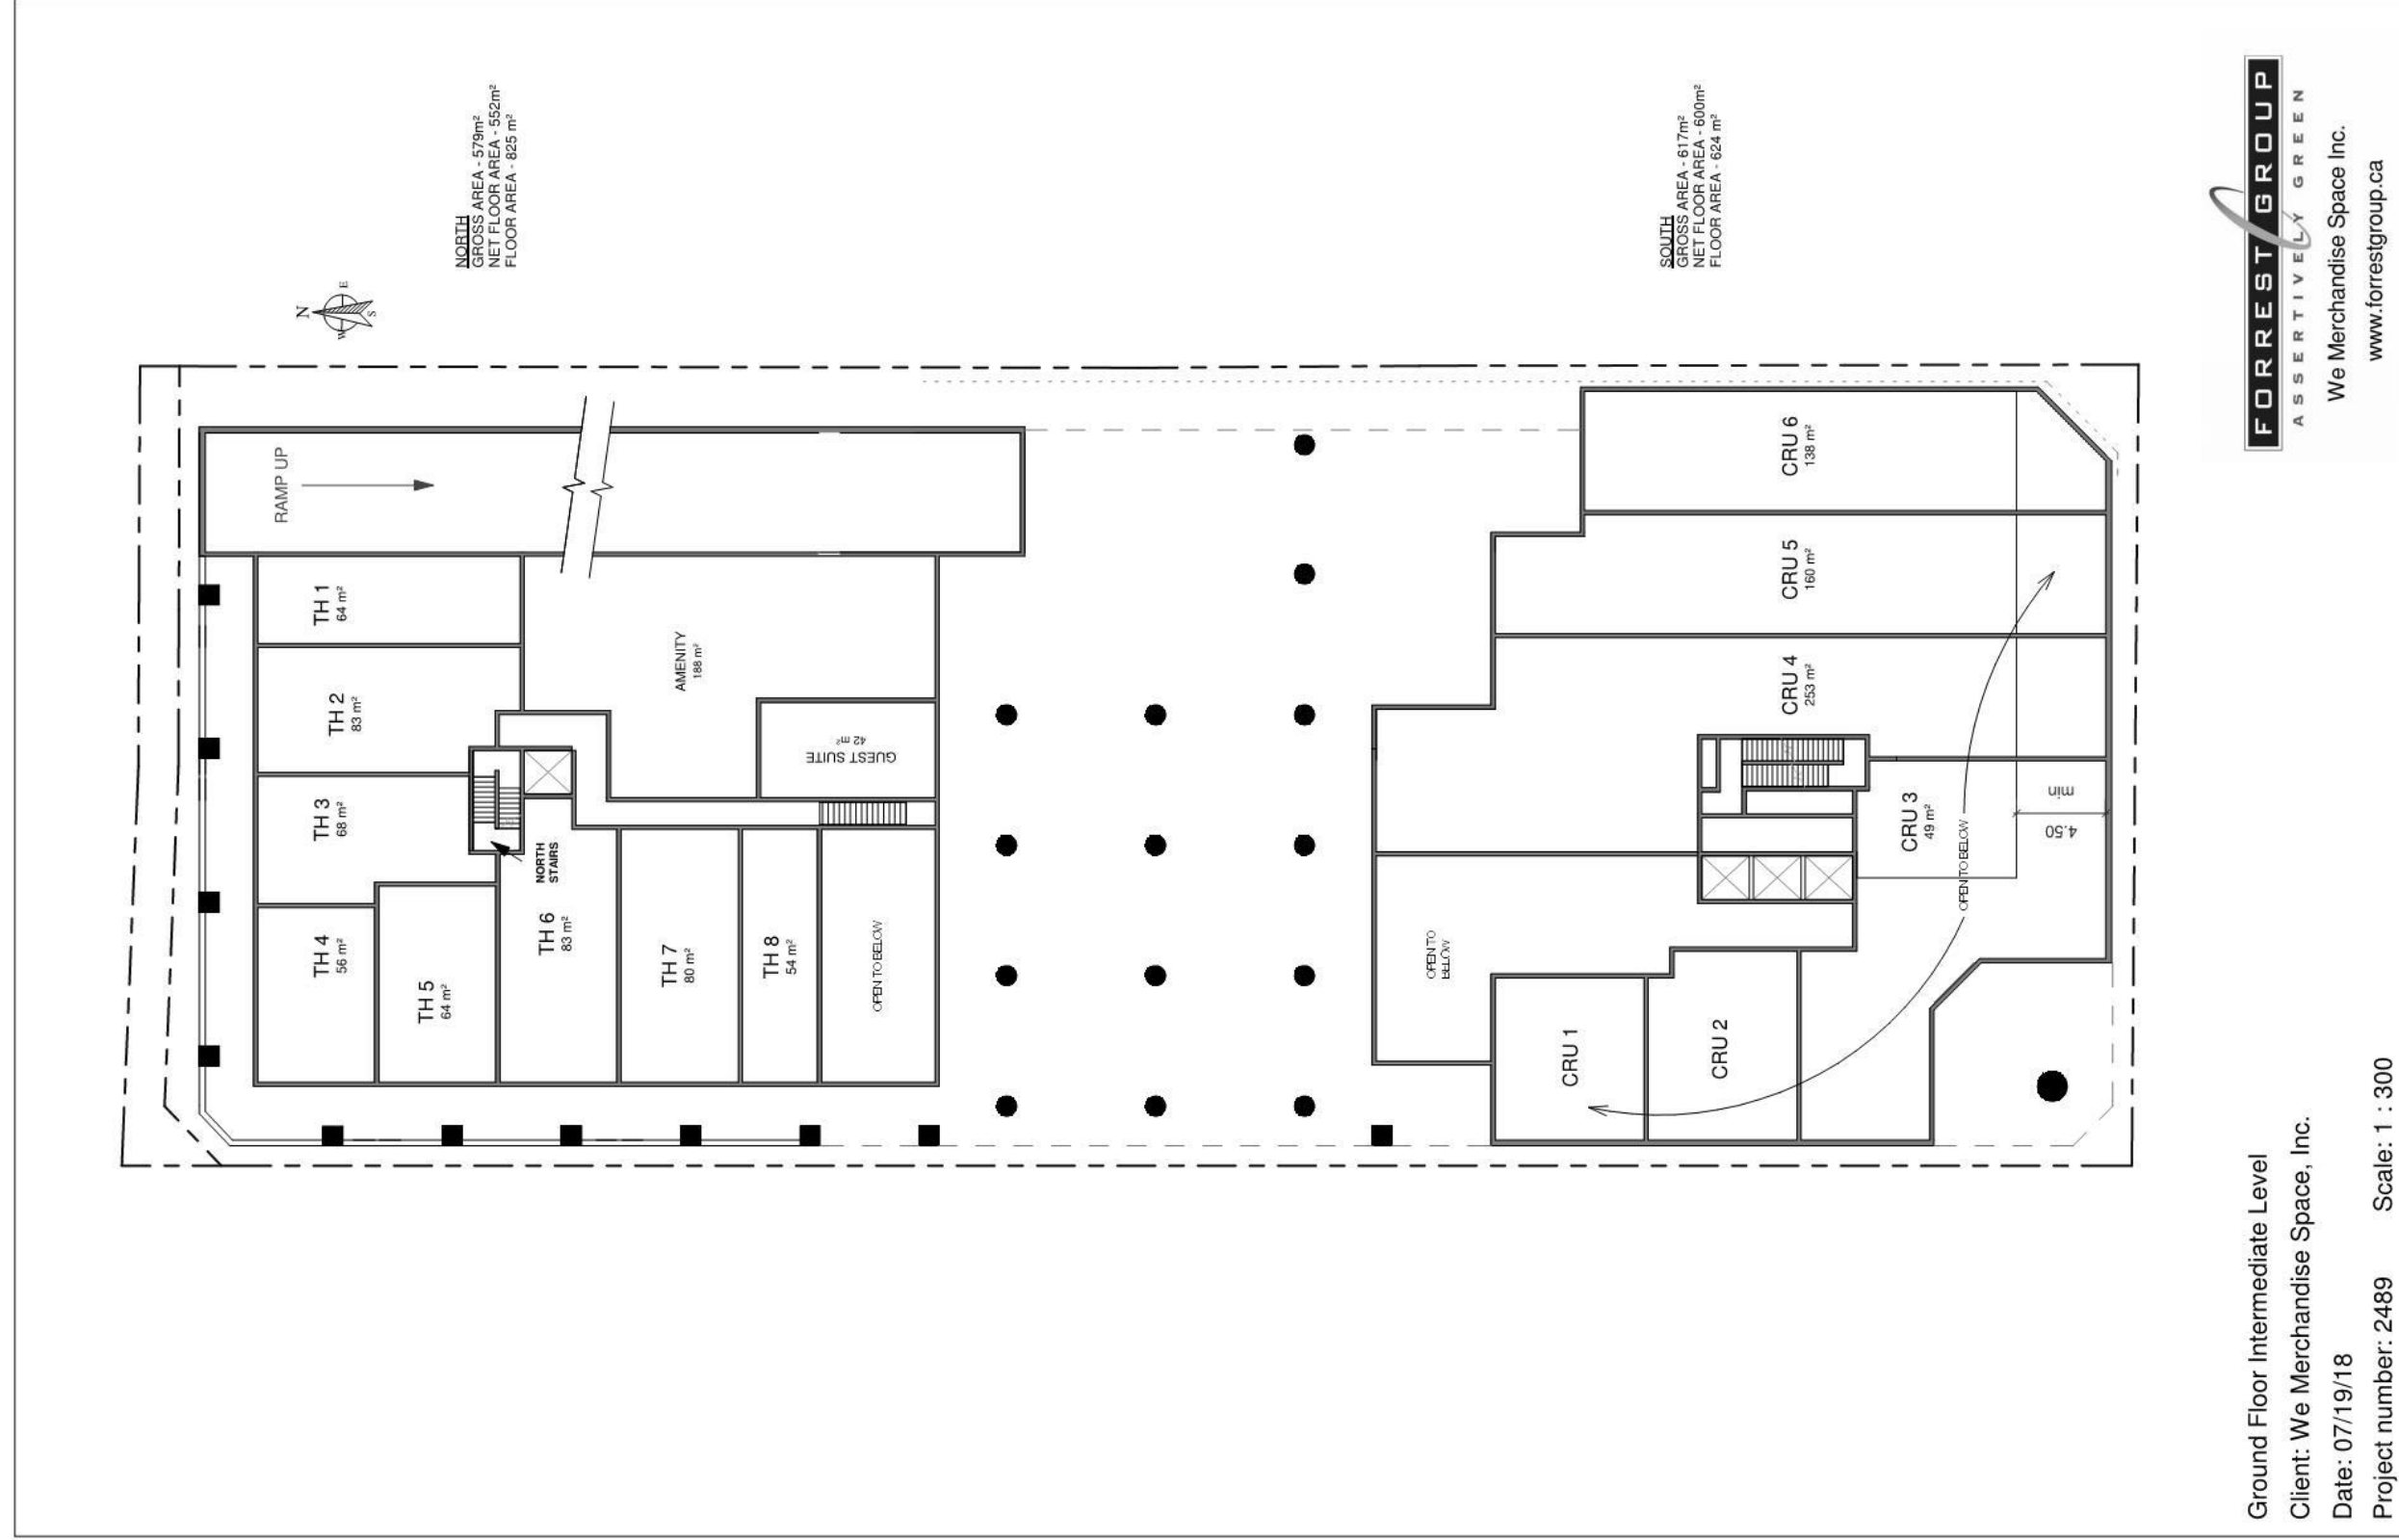 N
E
S
W
NORTH
GROSS AREA - 579m²
NET FLOOR AREA - 552m²
FLOOR AREA - 825 m²
RAMP UP
TH 1
64 m²
TH 2
83 m²
TH 3
68 m²
TH 4
56 m²
TH 5
64 m²
TH 6
83 m²
TH 7
80 m²
TH 8
54 m²
NORTH
STAIRS
AMENITY
188 m²
GUEST SUITE
42 m²
OPEN TO BELOW
SOUTH
GROSS AREA - 617m²
NET FLOOR AREA - 600m²
FLOOR AREA - 624 m²
CRU 6
138 m²
CRU 5
160 m²
CRU 4
253 m²
CRU 3
49 m²
OPEN TO BELOW
4.50
min
OPEN TO
BELOW
CRU 1
CRU 2
Ground Floor Intermediate Level
Client: We Merchandise Space, Inc.
Date: 07/19/18
Project number: 2489 Scale: 1 : 300
FORREST GROUP
ASSERTIVELY GREEN
We Merchandise Space Inc.
www.forrestgroup.ca